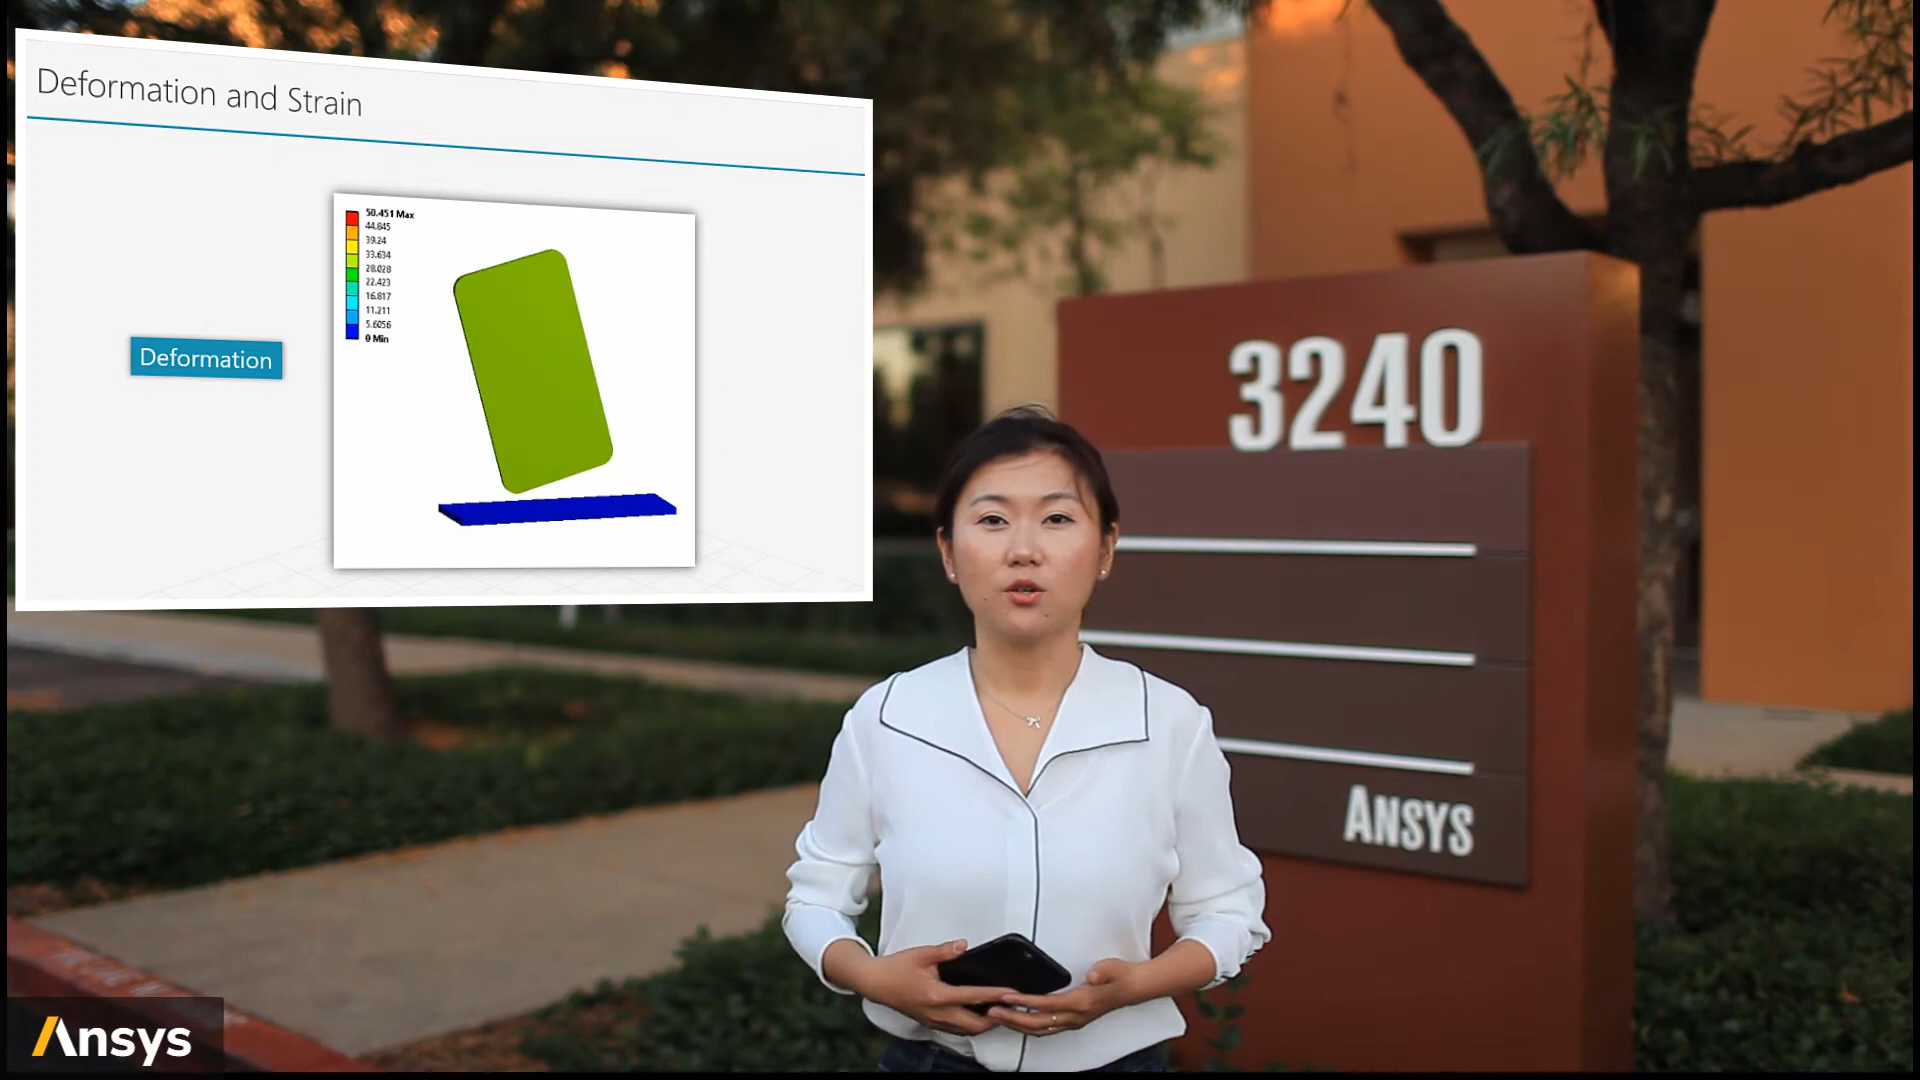 Deformation and Strain
50.451 Max
44.845
39.24
33.634
28.028
22.423
16.817
11.211
5.6056
0 Min
Deformation
3240
ANSYS
Ansys